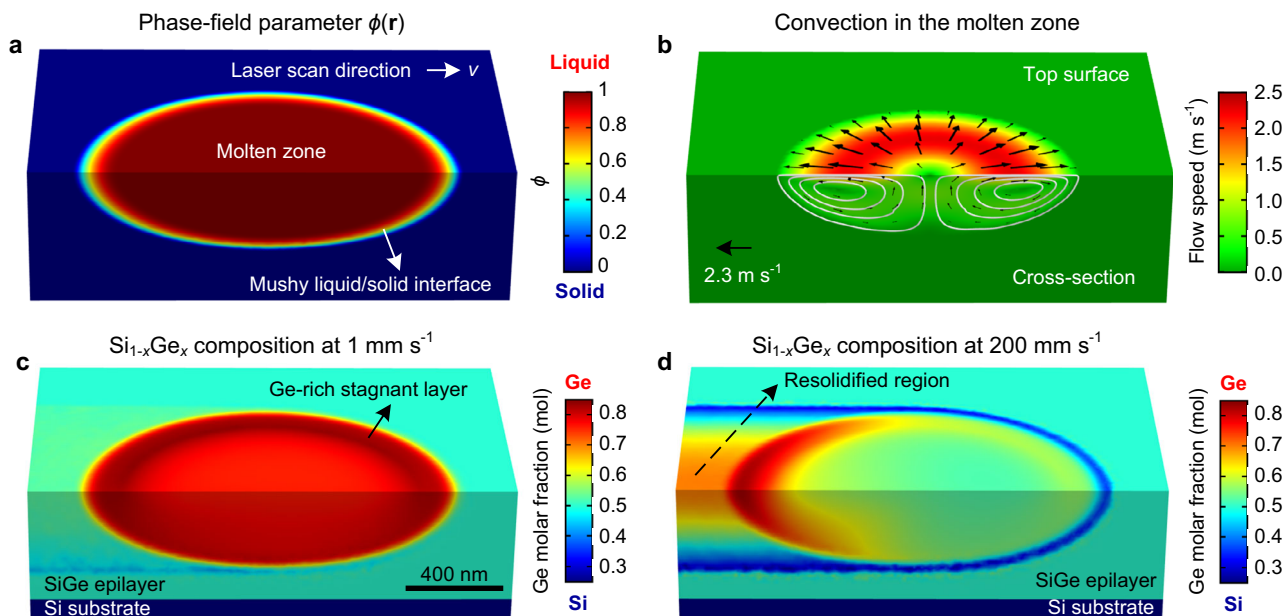 Phase-field parameter ϕ(r)
a
Laser scan direction
v
Molten zone
Mushy liquid/solid interface
Liquid
1
0.8
0.6
0.4
0.2
0
ϕ
Solid
Convection in the molten zone
b
Top surface
2.3 m s⁻¹
Cross-section
Flow speed (m s⁻¹)
2.5
2.0
1.5
1.0
0.5
0.0
Si₁₋ₓGeₓ composition at 1 mm s⁻¹
c
Ge-rich stagnant layer
SiGe epilayer
400 nm
Si substrate
Ge molar fraction (mol)
Ge
0.8
0.7
0.6
0.5
0.4
0.3
Si
Si₁₋ₓGeₓ composition at 200 mm s⁻¹
d
Resolidified region
SiGe epilayer
Si substrate
Ge molar fraction (mol)
Ge
0.8
0.7
0.6
0.5
0.4
0.3
Si